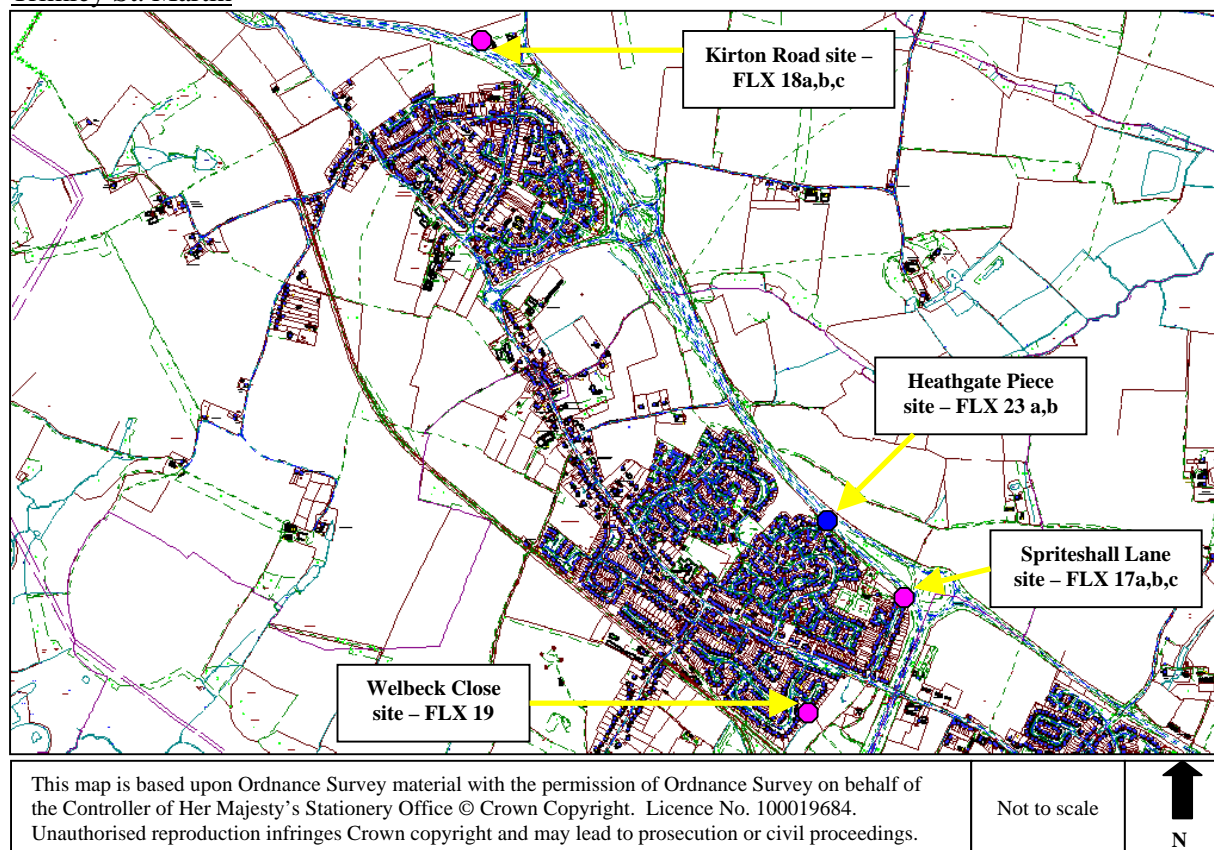 Trimley St. Martin
Kirton Road site –
FLX 18a,b,c
Heathgate Piece
site – FLX 23 a,b
Spriteshall Lane
site – FLX 17a,b,c
Welbeck Close
site – FLX 19
This map is based upon Ordnance Survey material with the permission of Ordnance Survey on behalf of
the Controller of Her Majesty's Stationery Office © Crown Copyright. Licence No. 100019684.
Unauthorised reproduction infringes Crown copyright and may lead to prosecution or civil proceedings.
Not to scale
N